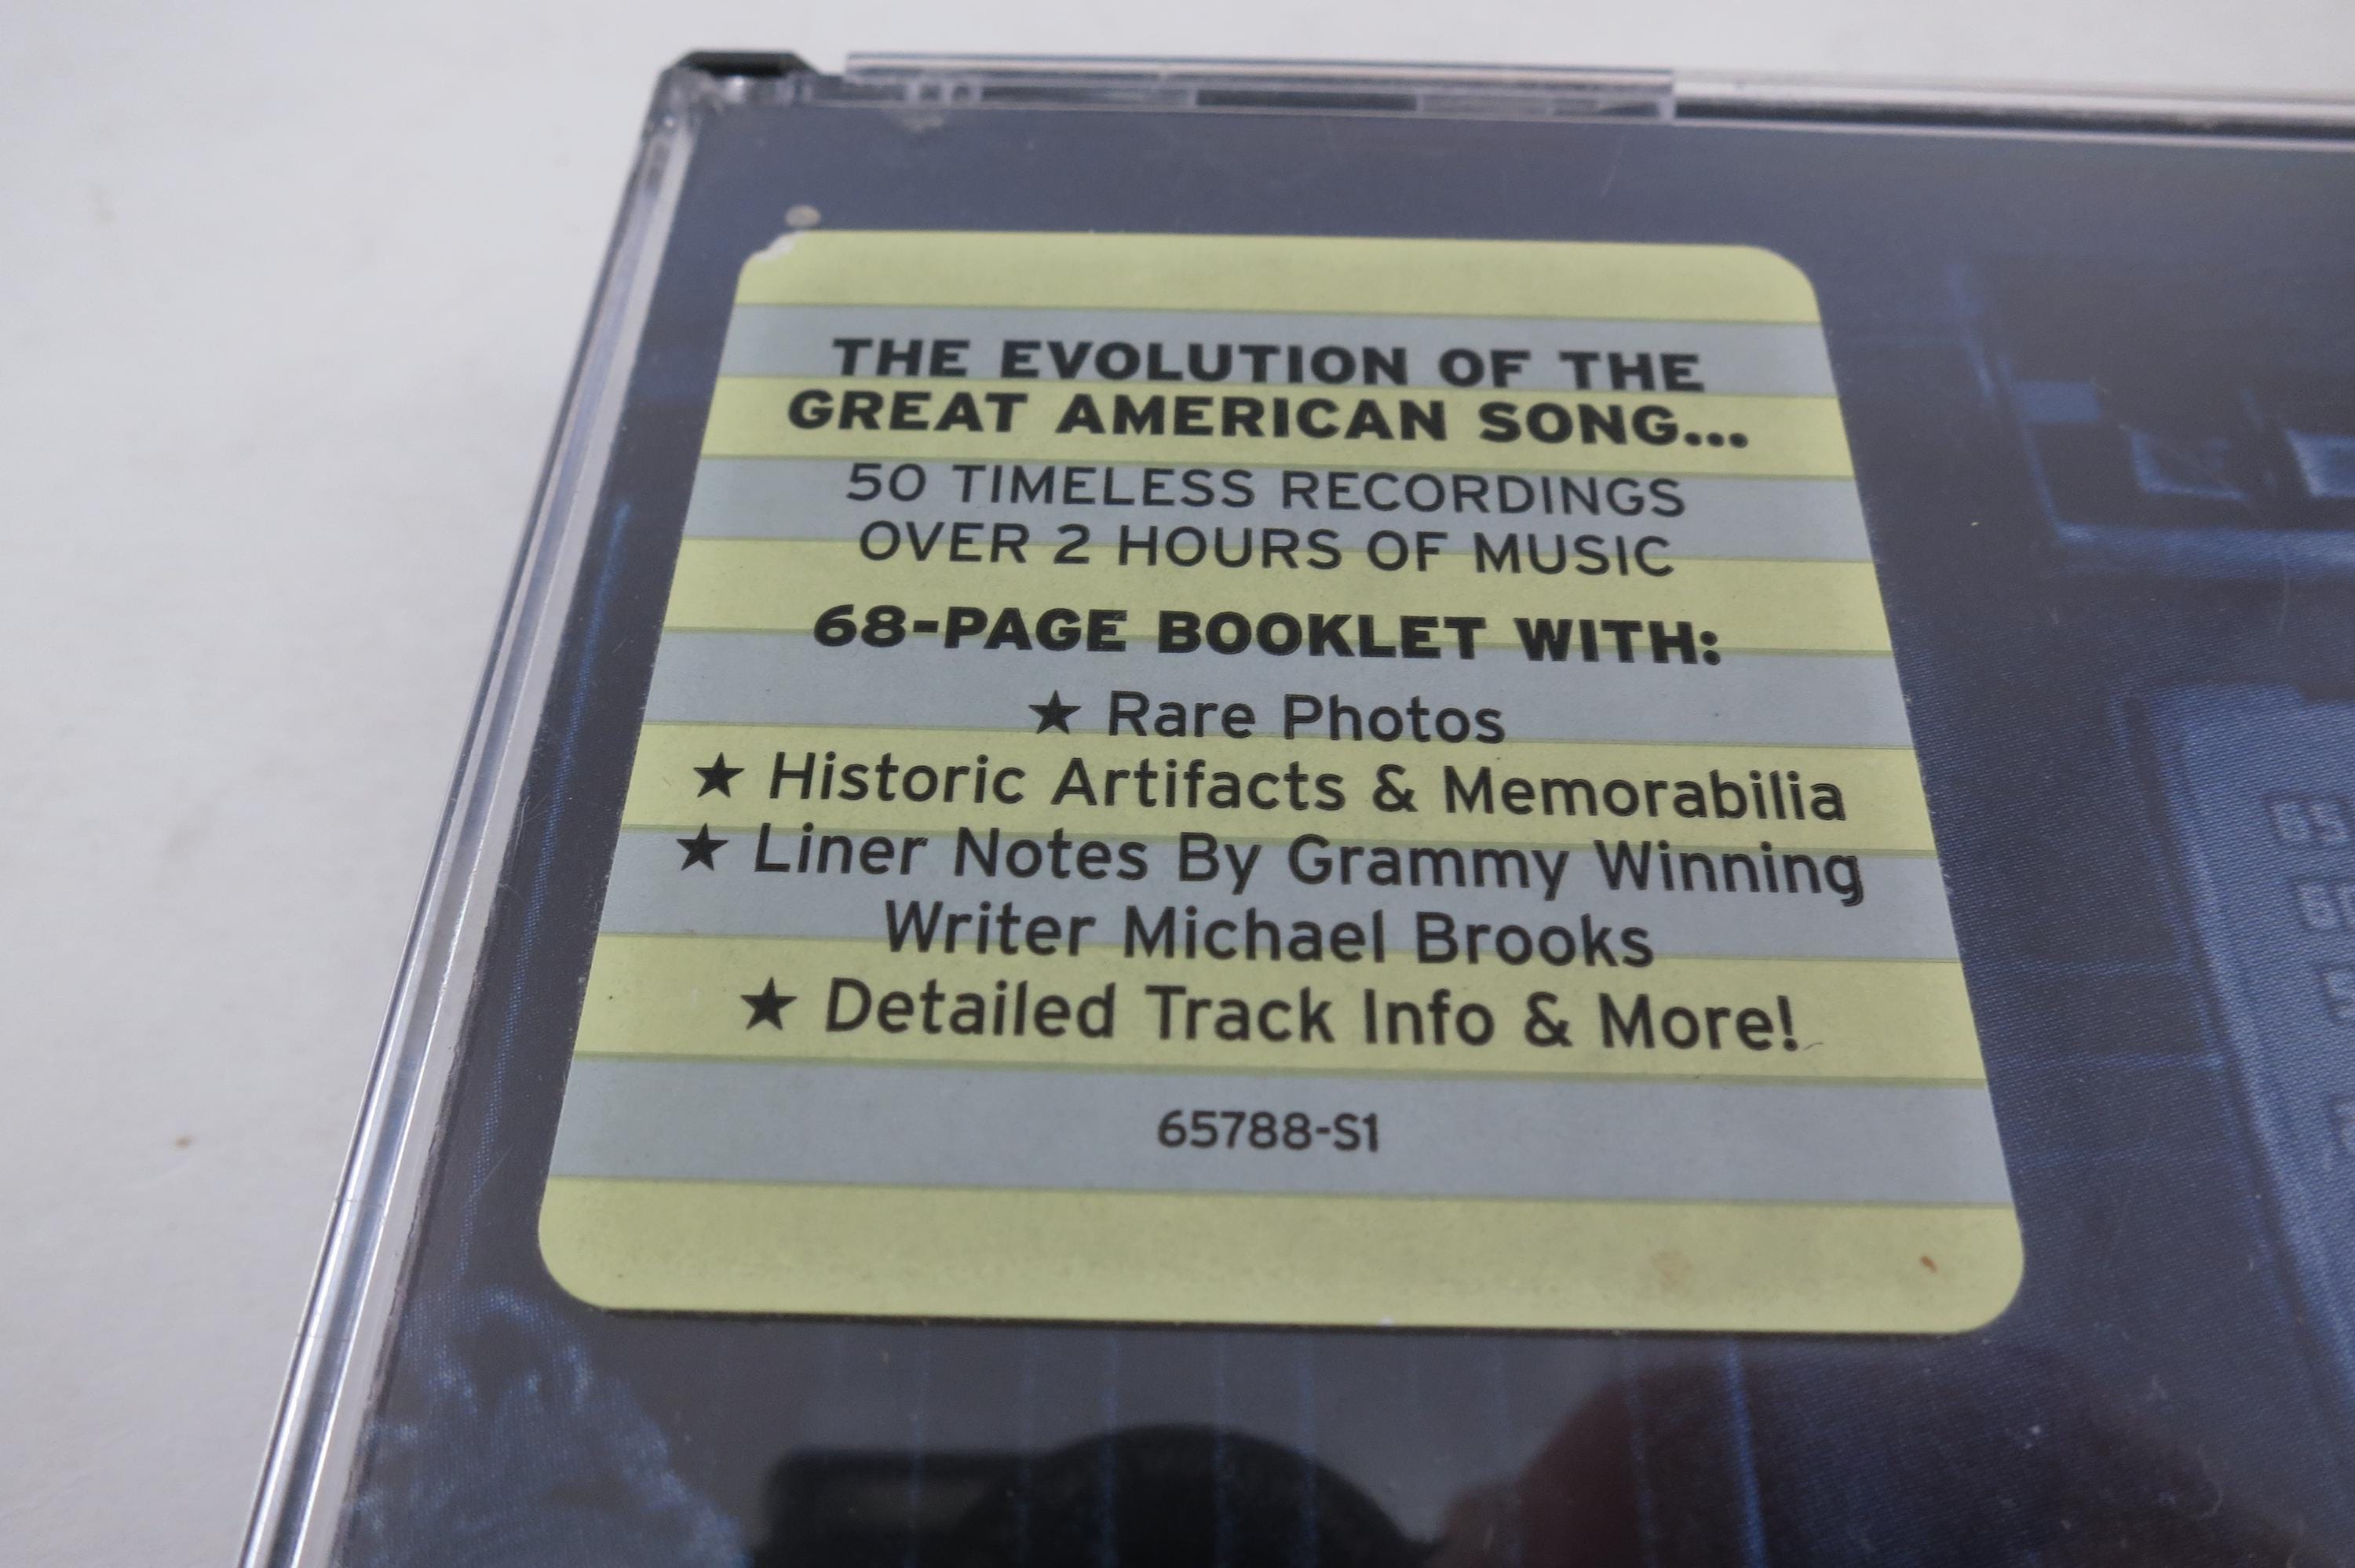 THE EVOLUTION OF THE
GREAT AMERICAN SONG...
50 TIMELESS RECORDINGS
OVER 2 HOURS OF MUSIC
68-PAGE BOOKLET WITH:
★ Rare Photos
★ Historic Artifacts & Memorabilia
★ Liner Notes By Grammy Winning
Writer Michael Brooks
★ Detailed Track Info & More!
65788-S1